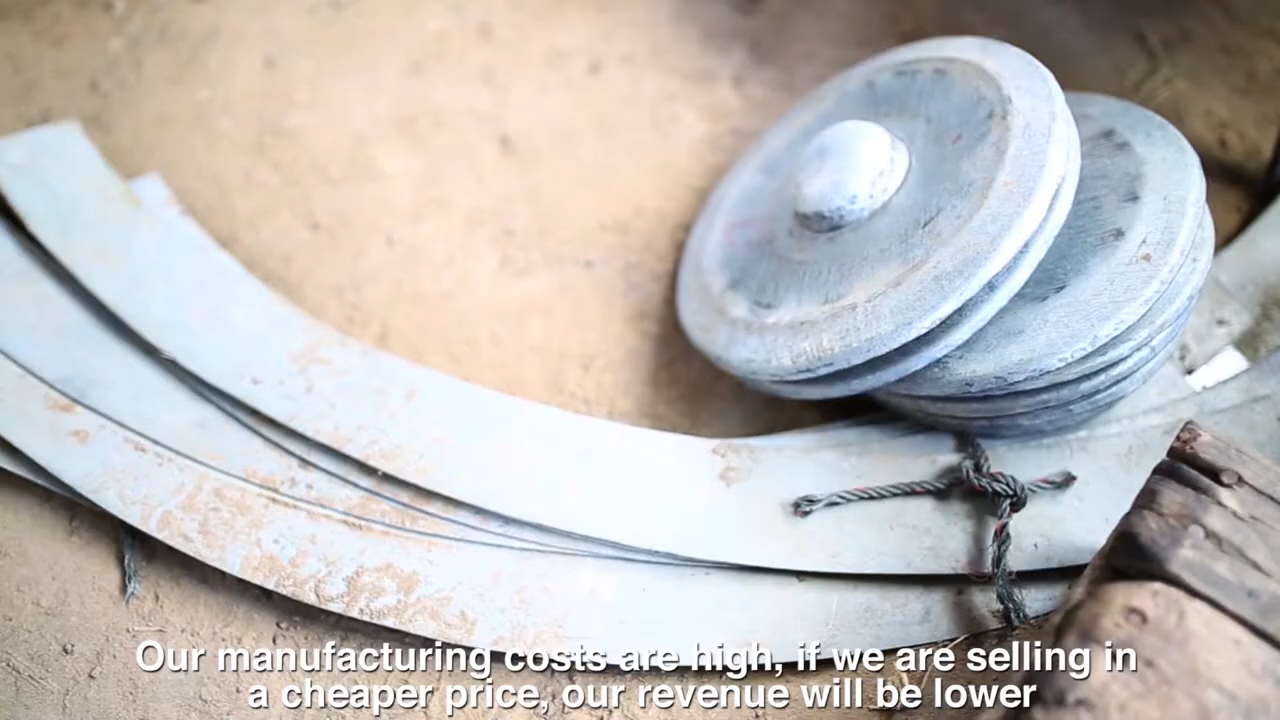 Our manufacturing costs are high, if we are selling in
a cheaper price, our revenue will be lower